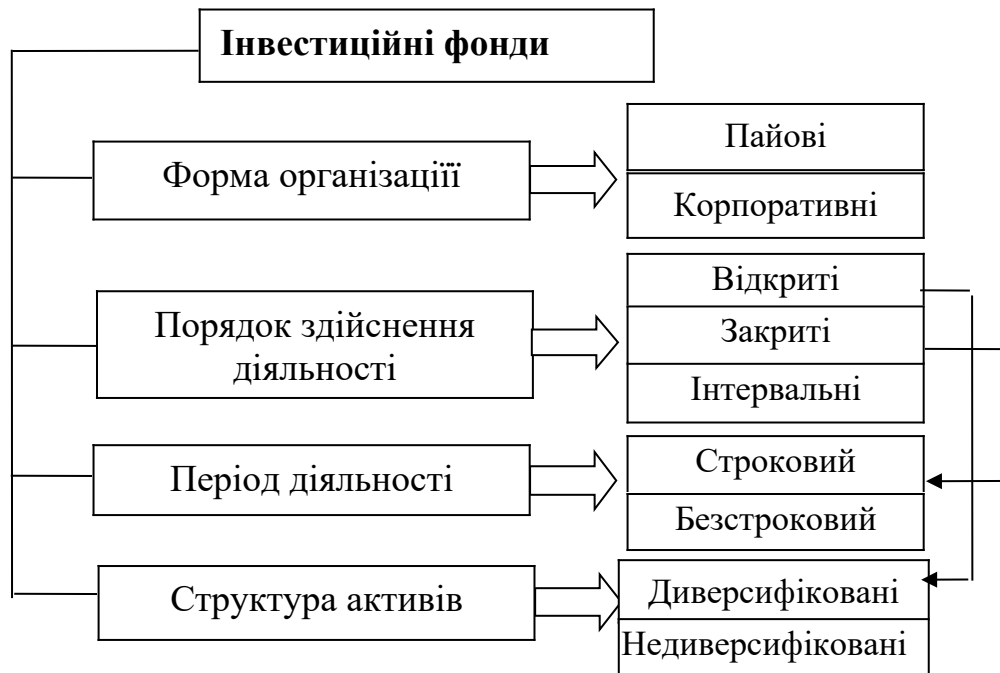 Інвестиційні фонди
Форма організаціїї
Пайові
Корпоративні
Порядок здійснення
діяльності
Відкриті
Закриті
Інтервальні
Період діяльності
Строковий
Безстроковий
Структура активів
Диверсифіковані
Недиверсифіковані